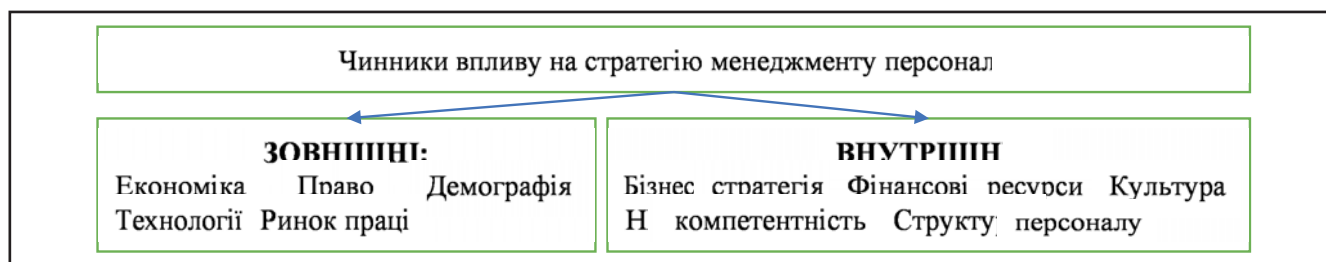 Чинники впливу на стратегію менеджменту персонал
ЗОВНІШНІ:
Економіка Право Демографія
Технології Ринок праці
ВНУТРІШН
Бізнес стратегія Фінансові ресурси Культура
Н компетентність Структу персоналу